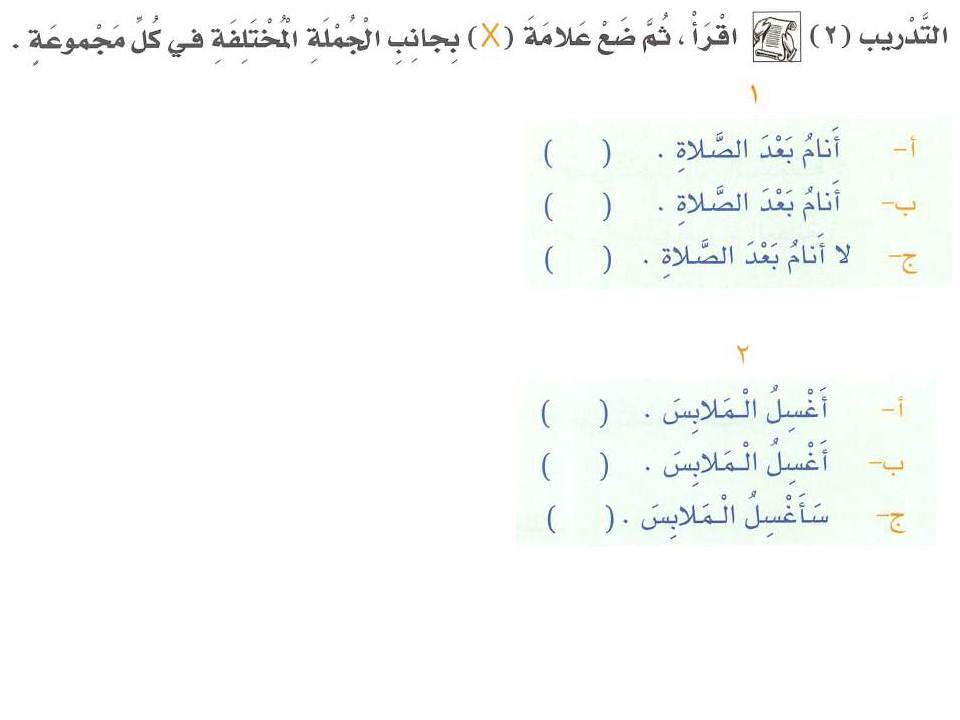 التَّدْريب (٢) اقْرَأْ ، ثُمَّ ضَعْ عَلامَةَ (X) بِجانِبِ الْجُمْلَةِ الْمُخْتَلِفَةِ في كُلِّ مَجْموعَةٍ .
١
أ- أَنامُ بَعْدَ الصَّلاةِ . ( )
ب- أَنامُ بَعْدَ الصَّلاةِ . ( )
ج- لا أَنامُ بَعْدَ الصَّلاةِ . ( )
٢
أ- أَغْسِلُ الْمَلابِسَ . ( )
ب- أَغْسِلُ الْمَلابِسَ . ( )
ج- سَأَغْسِلُ الْمَلابِسَ . ( )